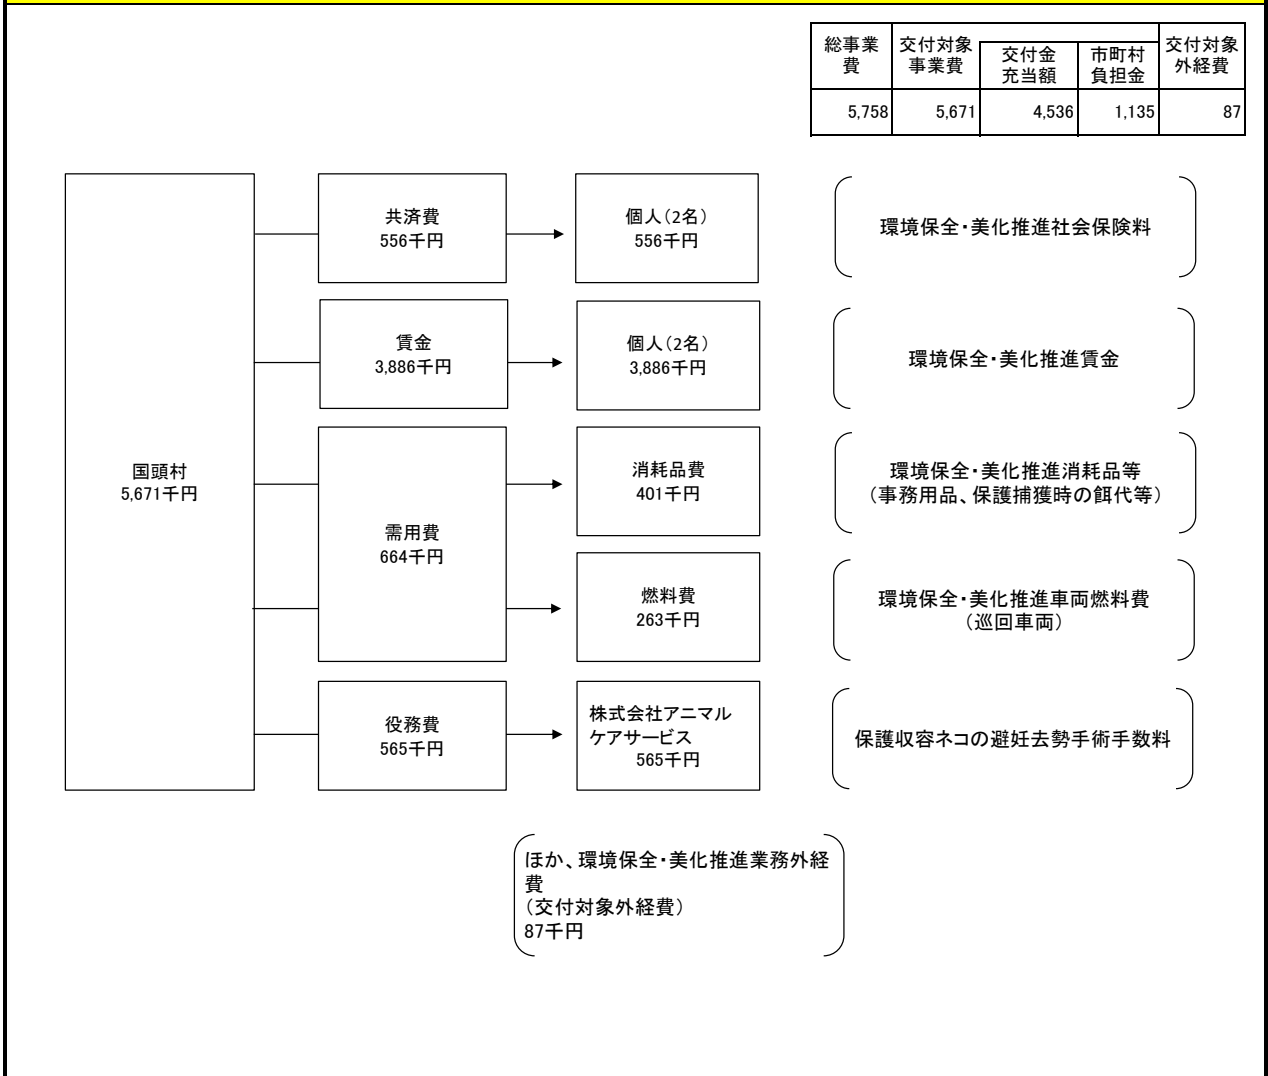 総事業
費
交付対象
事業費
交付金
充当額
市町村
負担金
交付対象
外経費
5,758
5,671
4,536
1,135
87
国頭村
5,671千円
共済費
556千円
個人(2名)
556千円
環境保全・美化推進社会保険料
賃金
3,886千円
個人(2名)
3,886千円
環境保全・美化推進賃金
需用費
664千円
消耗品費
401千円
環境保全・美化推進消耗品等
(事務用品、保護捕獲時の餌代等)
燃料費
263千円
環境保全・美化推進車両燃料費
(巡回車両)
役務費
565千円
株式会社アニマル
ケアサービス
565千円
保護収容ネコの避妊去勢手術手数料
ほか、環境保全・美化推進業務外経
費
(交付対象外経費)
87千円